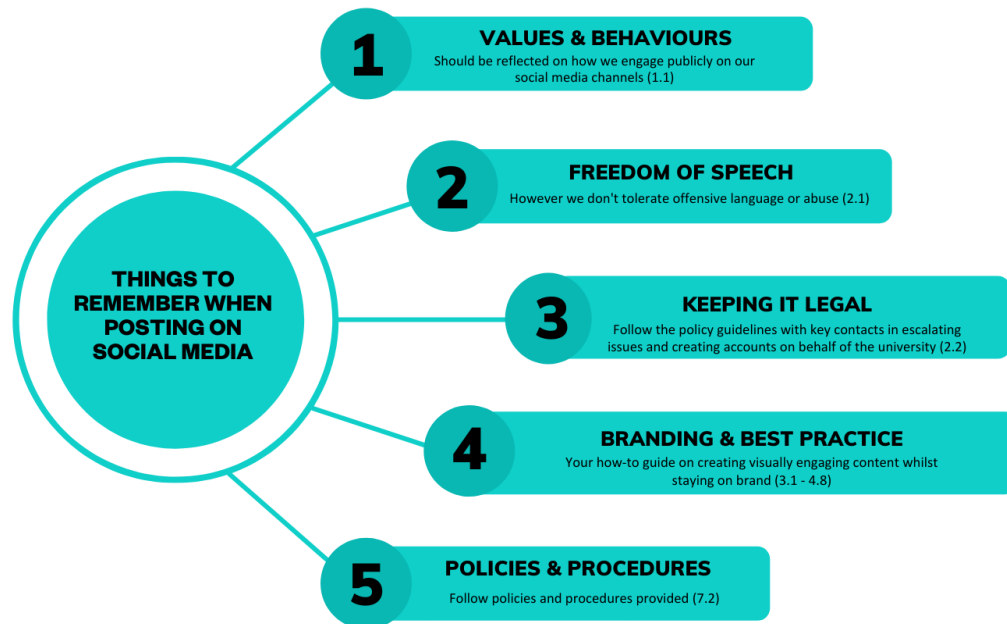 THINGS TO
REMEMBER WHEN
POSTING ON
SOCIAL MEDIA
1
VALUES & BEHAVIOURS
Should be reflected on how we engage publicly on our
social media channels (1.1)
2
FREEDOM OF SPEECH
However we don't tolerate offensive language or abuse (2.1)
3
KEEPING IT LEGAL
Follow the policy guidelines with key contacts in escalating
issues and creating accounts on behalf of the university (2.2)
4
BRANDING & BEST PRACTICE
Your how-to guide on creating visually engaging content whilst
staying on brand (3.1 - 4.8)
5
POLICIES & PROCEDURES
Follow policies and procedures provided (7.2)